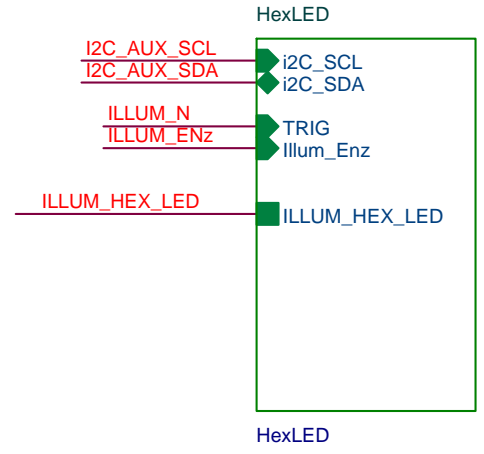 HexLED
I2C_AUX_SCL
i2C_SCL
I2C_AUX_SDA
i2C_SDA
ILLUM_N
TRIG
ILLUM_ENz
Illum_Enz
ILLUM_HEX_LED
ILLUM_HEX_LED
HexLED